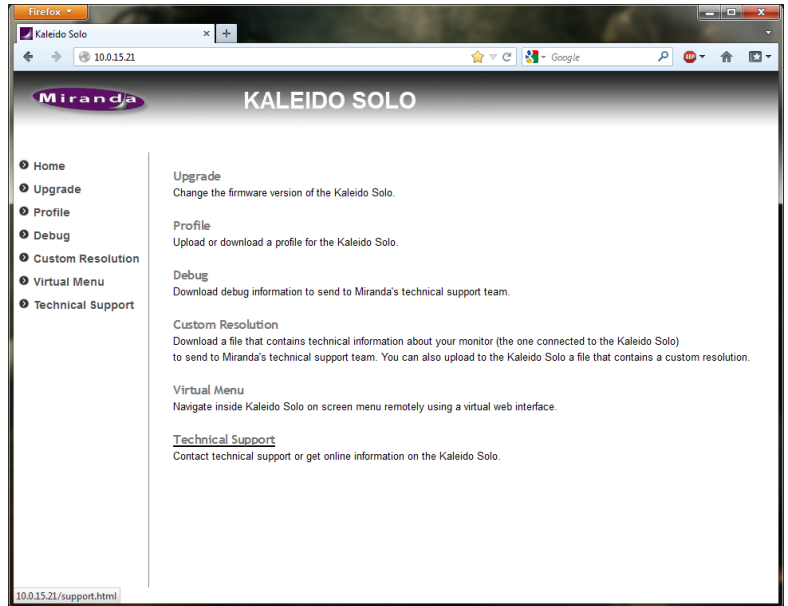 Firefox
Kaleido Solo
10.0.15.21
Google
ABP
Miranda
KALEIDO SOLO
Home
Upgrade
Profile
Debug
Custom Resolution
Virtual Menu
Technical Support
Upgrade
Change the firmware version of the Kaleido Solo.
Profile
Upload or download a profile for the Kaleido Solo.
Debug
Download debug information to send to Miranda's technical support team.
Custom Resolution
Download a file that contains technical information about your monitor (the one connected to the Kaleido Solo)
to send to Miranda's technical support team. You can also upload to the Kaleido Solo a file that contains a custom resolution.
Virtual Menu
Navigate inside Kaleido Solo on screen menu remotely using a virtual web interface.
Technical Support
Contact technical support or get online information on the Kaleido Solo.
10.0.15.21/support.html